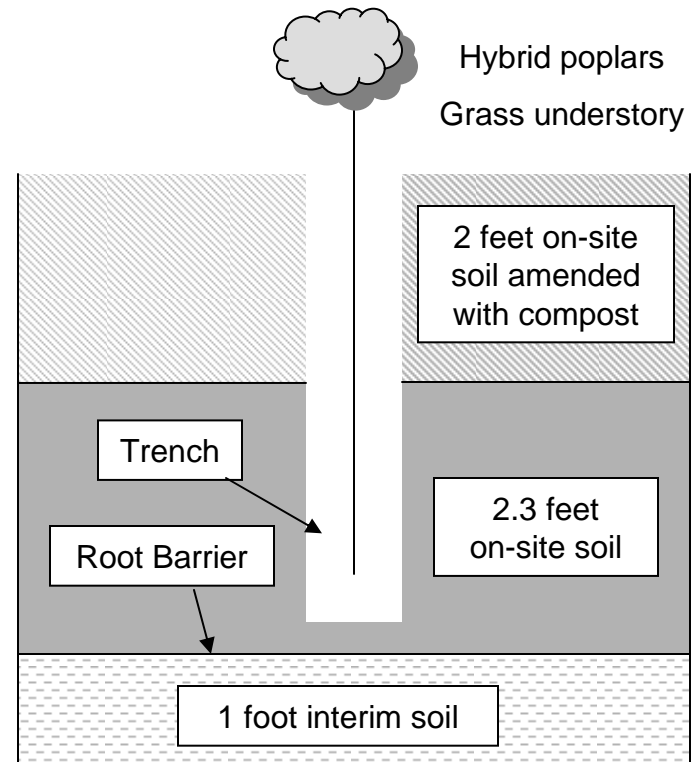 Hybrid poplars
Grass understory
2 feet on-site
soil amended
with compost
Trench
2.3 feet
on-site soil
Root Barrier
1 foot interim soil